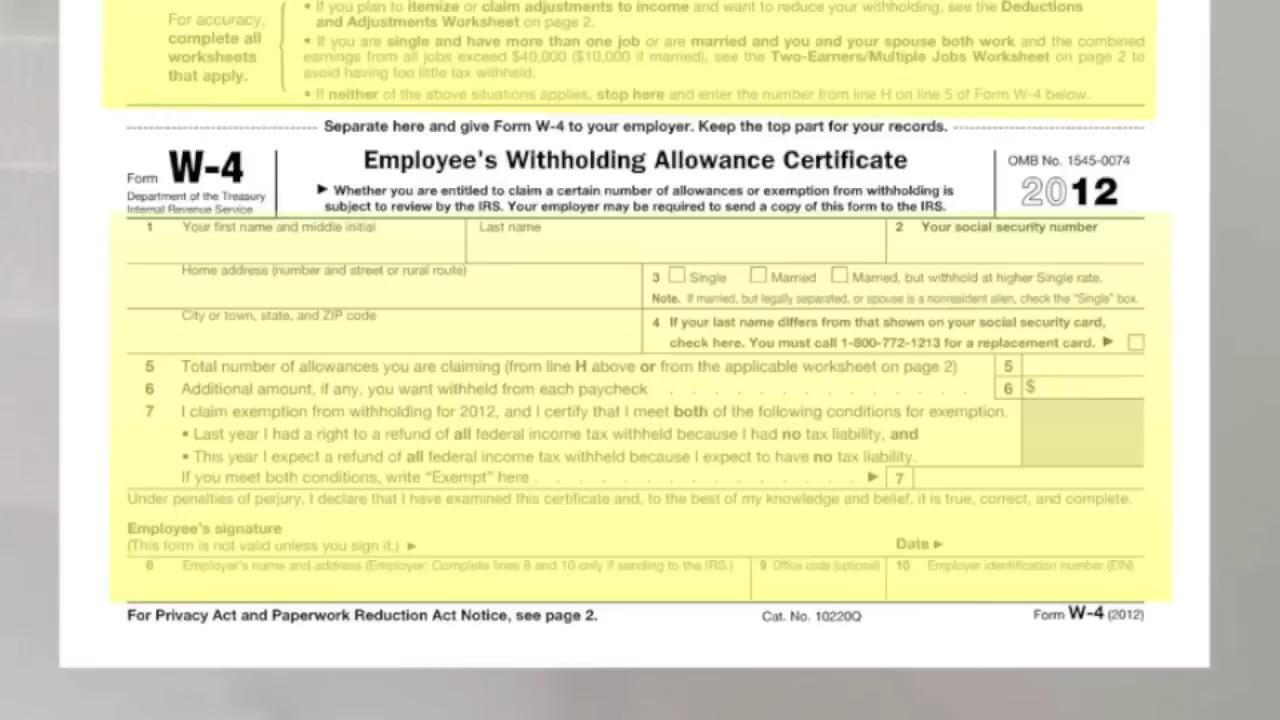 • If you plan to itemize or claim adjustments to income and want to reduce your withholding, see the Deductions
and Adjustments Worksheet on page 2.
For accuracy,
complete all
worksheets
that apply.
• If you are single and have more than one job or are married and you and your spouse both work and the combined
earnings from all jobs exceed $40,000 ($10,000 if married), see the Two-Earners/Multiple Jobs Worksheet on page 2 to
avoid having too little tax withheld.
• If neither of the above situations applies, stop here and enter the number from line H on line 5 of Form W-4 below.
Separate here and give Form W-4 to your employer. Keep the top part for your records.
Form W-4
Department of the Treasury
Internal Revenue Service
Employee's Withholding Allowance Certificate
▶ Whether you are entitled to claim a certain number of allowances or exemption from withholding is
subject to review by the IRS. Your employer may be required to send a copy of this form to the IRS.
OMB No. 1545-0074
2012
1 Your first name and middle initial
Last name
2 Your social security number
Home address (number and street or rural route)
3 Single Married Married, but withhold at higher Single rate.
Note. If married, but legally separated, or spouse is a nonresident alien, check the "Single" box.
City or town, state, and ZIP code
4 If your last name differs from that shown on your social security card,
check here. You must call 1-800-772-1213 for a replacement card. ▶
5 Total number of allowances you are claiming (from line H above or from the applicable worksheet on page 2) 5
6 Additional amount, if any, you want withheld from each paycheck . . . . . . . . . . . . . . 6 $
7 I claim exemption from withholding for 2012, and I certify that I meet both of the following conditions for exemption.
• Last year I had a right to a refund of all federal income tax withheld because I had no tax liability, and
• This year I expect a refund of all federal income tax withheld because I expect to have no tax liability.
If you meet both conditions, write "Exempt" here . . . . . . . . . . . . . . . ▶ 7
Under penalties of perjury, I declare that I have examined this certificate and, to the best of my knowledge and belief, it is true, correct, and complete.
Employee's signature
(This form is not valid unless you sign it.) ▶
Date ▶
8 Employer's name and address (Employer: Complete lines 8 and 10 only if sending to the IRS.)
9 Office code (optional)
10 Employer identification number (EIN)
For Privacy Act and Paperwork Reduction Act Notice, see page 2.
Cat. No. 10220Q
Form W-4 (2012)